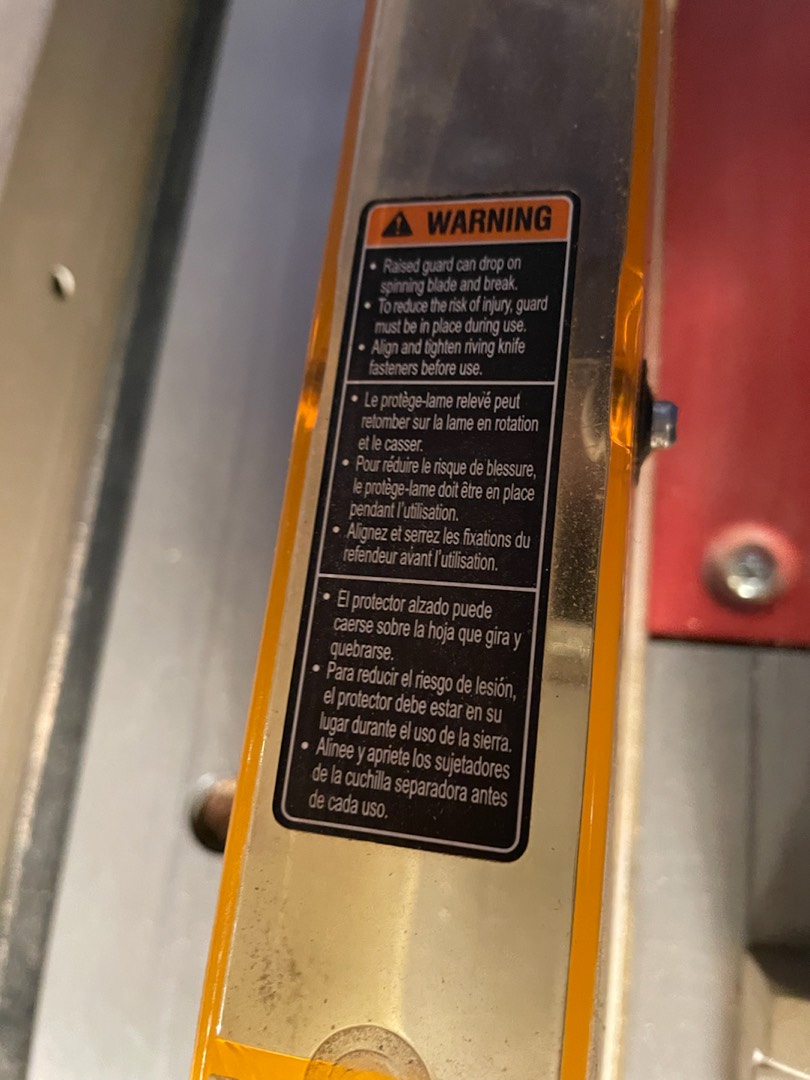 WARNING
• Raised guard can drop on
spinning blade and break.
• To reduce the risk of injury, guard
must be in place during use.
• Align and tighten riving knife
fasteners before use.
• Le protège-lame relevé peut
retomber sur la lame en rotation
et le casser.
• Pour réduire le risque de blessure,
le protège-lame doit être en place
pendant l'utilisation.
• Alignez et serrez les fixations du
refendeur avant l'utilisation.
• El protector alzado puede
caerse sobre la hoja que gira y
quebrarse.
• Para reducir el riesgo de lesión,
el protector debe estar en su
lugar durante el uso de la sierra.
• Alinee y apriete los sujetadores
de la cuchilla separadora antes
de cada uso.